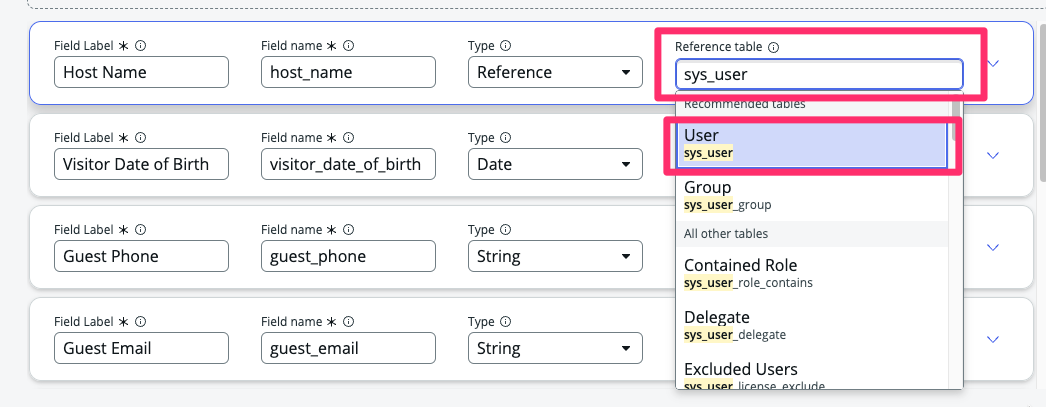 Field Label ∗ ⓘ Field name ∗ ⓘ Type ⓘ Reference table ⓘ
Host Name host_name Reference sys_user
Recommended tables
User
sys_user
Group
sys_user_group
All other tables
Contained Role
sys_user_role_contains
Delegate
sys_user_delegate
Excluded Users
sys_user_license_exclude
Field Label ∗ ⓘ Field name ∗ ⓘ Type ⓘ
Visitor Date of Birth visitor_date_of_birth Date
Field Label ∗ ⓘ Field name ∗ ⓘ Type ⓘ
Guest Phone guest_phone String
Field Label ∗ ⓘ Field name ∗ ⓘ Type ⓘ
Guest Email guest_email String